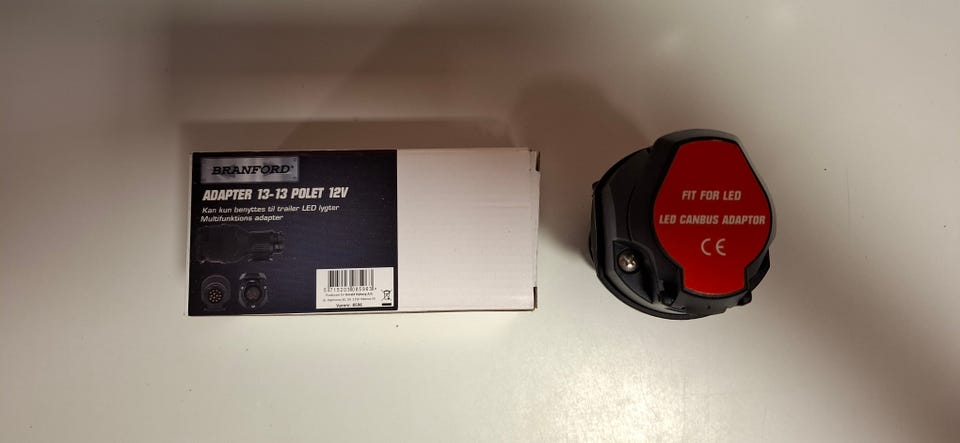 BRANFORD®
ADAPTER 13-13 POLET 12V
Kan kun benyttes til trailer LED lygter
Multifunktions adapter
FIT FOR LED
LED CANBUS ADAPTOR
CE